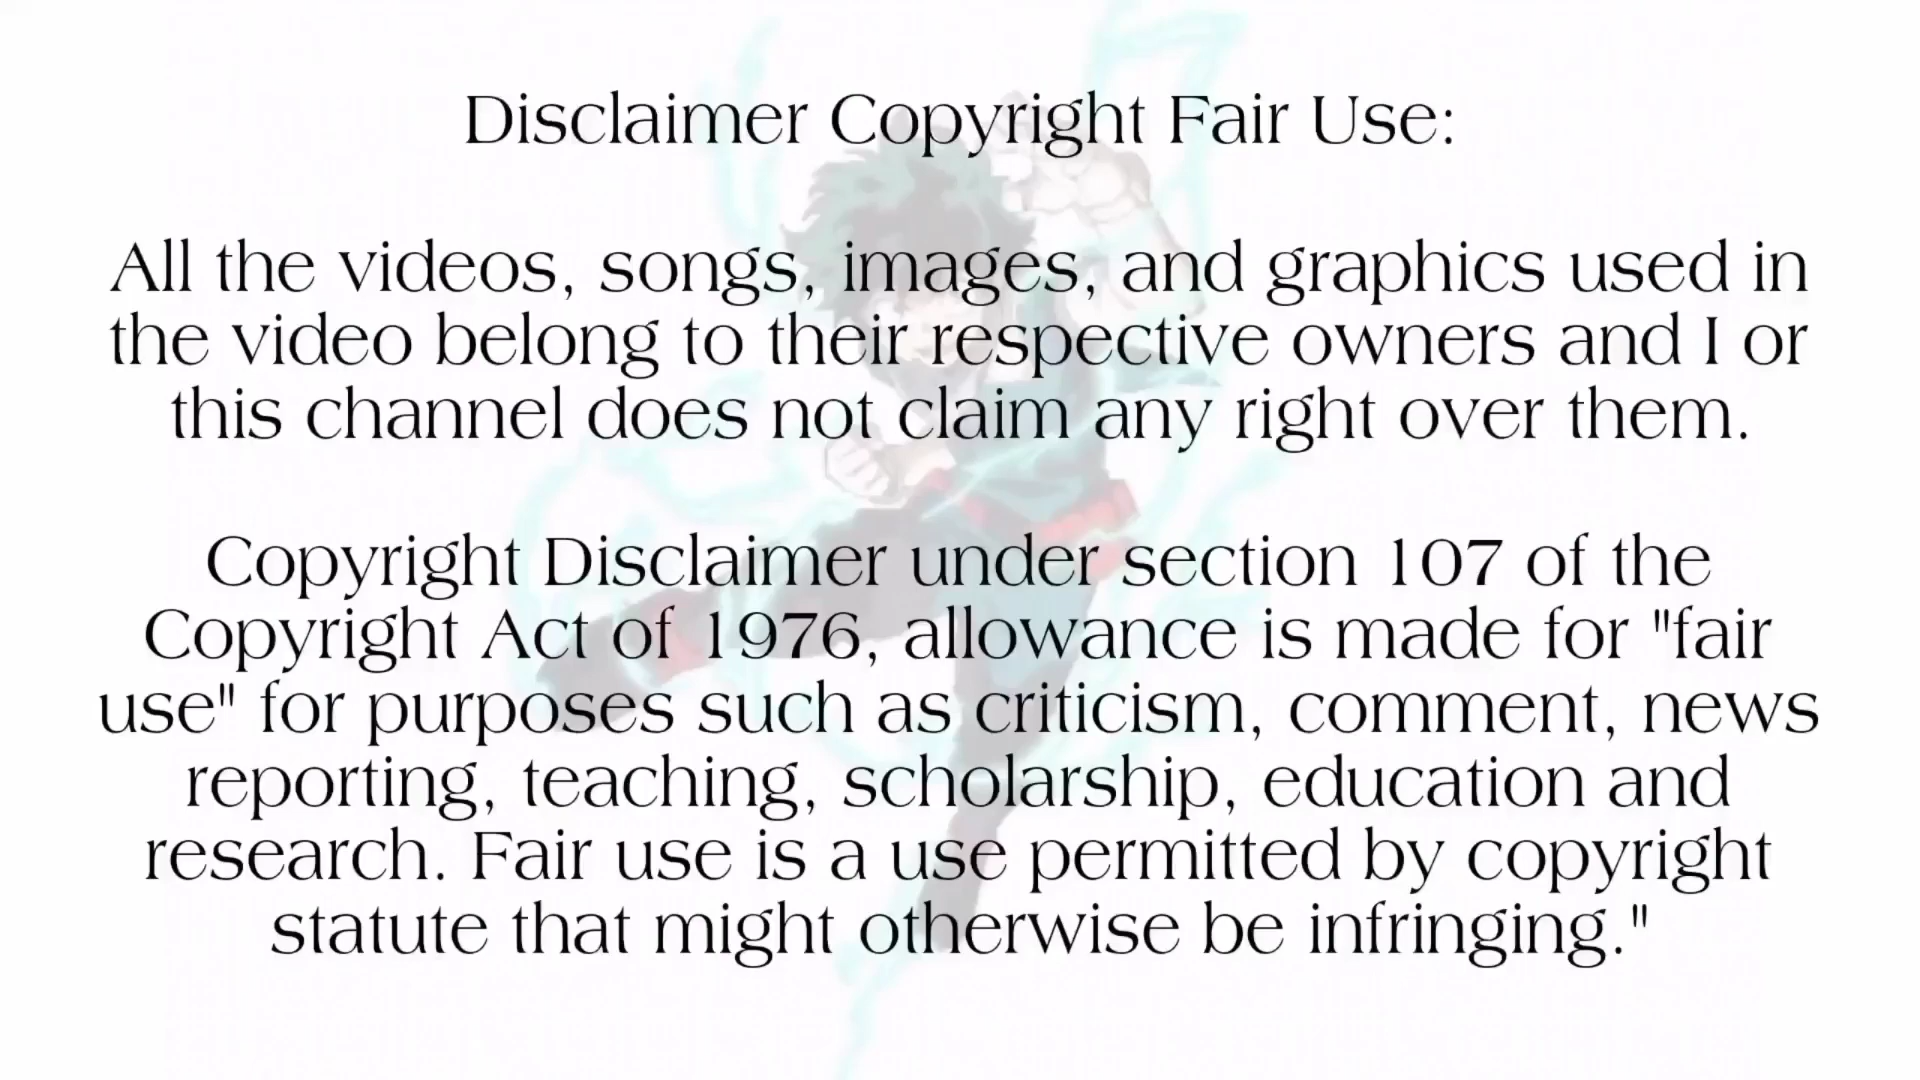 Disclaimer Copyright Fair Use:
All the videos, songs, images, and graphics used in
the video belong to their respective owners and I or
this channel does not claim any right over them.
Copyright Disclaimer under section 107 of the
Copyright Act of 1976, allowance is made for "fair
use" for purposes such as criticism, comment, news
reporting, teaching, scholarship, education and
research. Fair use is a use permitted by copyright
statute that might otherwise be infringing."